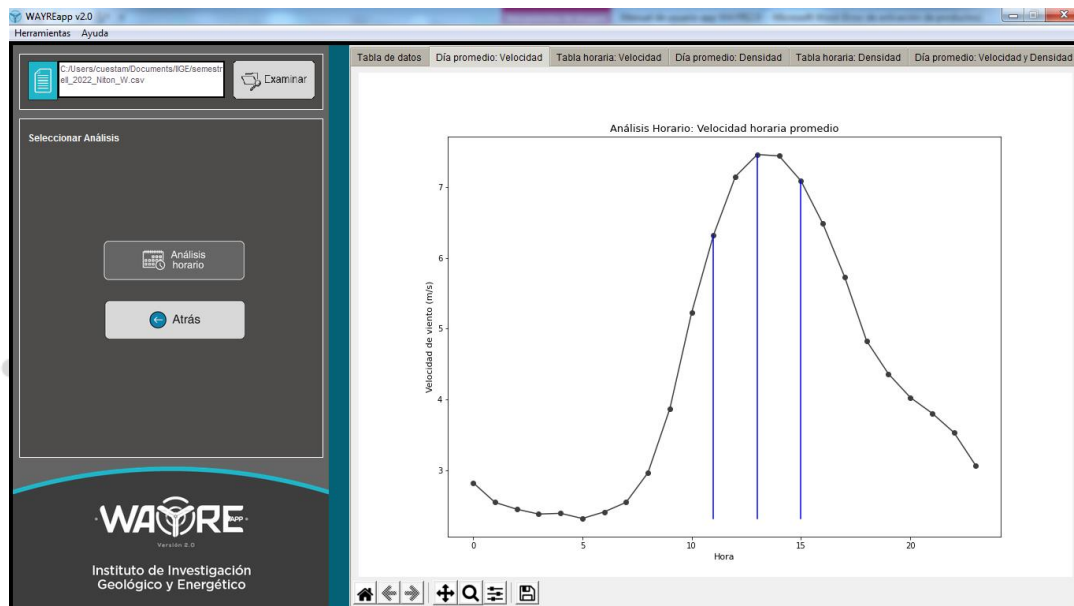 WAYREapp v2.0
Herramientas Ayuda
C:/Users/cuestam/Documents/IIGE/semestr
ell_2022_Niton_W.csv
Examinar
Seleccionar Análisis
Análisis
horario
Atrás
WAYRE APP
Versión 2.0
Instituto de Investigación
Geológico y Energético
Tabla de datos Día promedio: Velocidad Tabla horaria: Velocidad Día promedio: Densidad Tabla horaria: Densidad Día promedio: Velocidad y Densidad
Análisis Horario: Velocidad horaria promedio
Velocidad de viento (m/s)
7
6
5
4
3
0 5 10 15 20
Hora